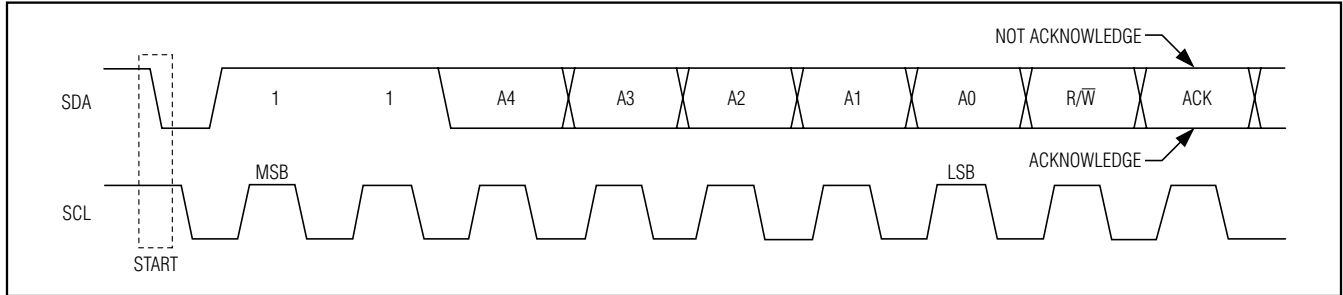 NOT ACKNOWLEDGE
SDA 1 1 A4 A3 A2 A1 A0 R/W̅ ACK
ACKNOWLEDGE
MSB LSB
SCL
START